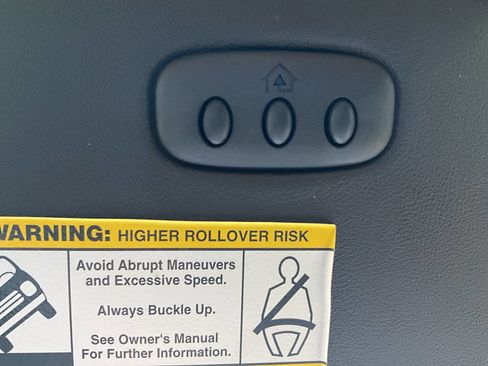 WARNING: HIGHER ROLLOVER RISK
Avoid Abrupt Maneuvers
and Excessive Speed.
Always Buckle Up.
See Owner's Manual
For Further Information.